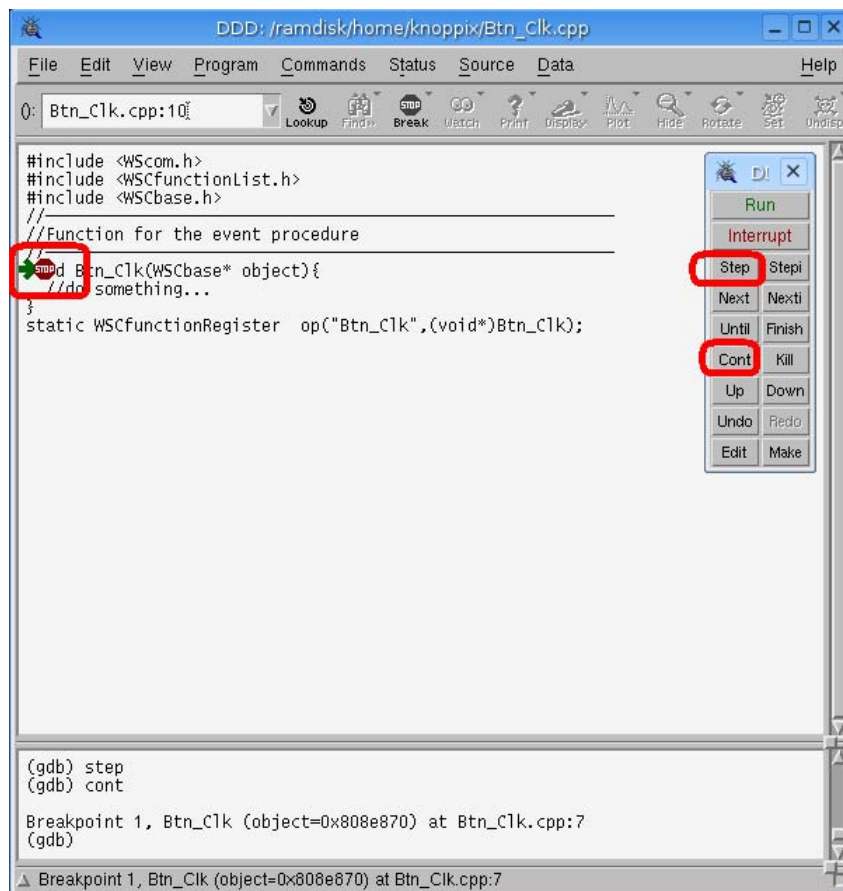 DDD: /ramdisk/home/knoppix/Btn_Clk.cpp
File Edit View Program Commands Status Source Data Help
(): Btn_Clk.cpp:10
Lookup Find» Break Watch Print Display Plot Hide Rotate Set Undisp
#include <WScom.h>
#include <WSCfunctionList.h>
#include <WSCbase.h>
//
//Function for the event procedure
//
STOP d Btn_Clk(WSCbase* object){
//do something...
}
static WSCfunctionRegister op("Btn_Clk",(void*)Btn_Clk);
Run
Interrupt
Step Stepi
Next Nexti
Until Finish
Cont Kill
Up Down
Undo Redo
Edit Make
(gdb) step
(gdb) cont
Breakpoint 1, Btn_Clk (object=0x808e870) at Btn_Clk.cpp:7
(gdb)
Breakpoint 1, Btn_Clk (object=0x808e870) at Btn_Clk.cpp:7